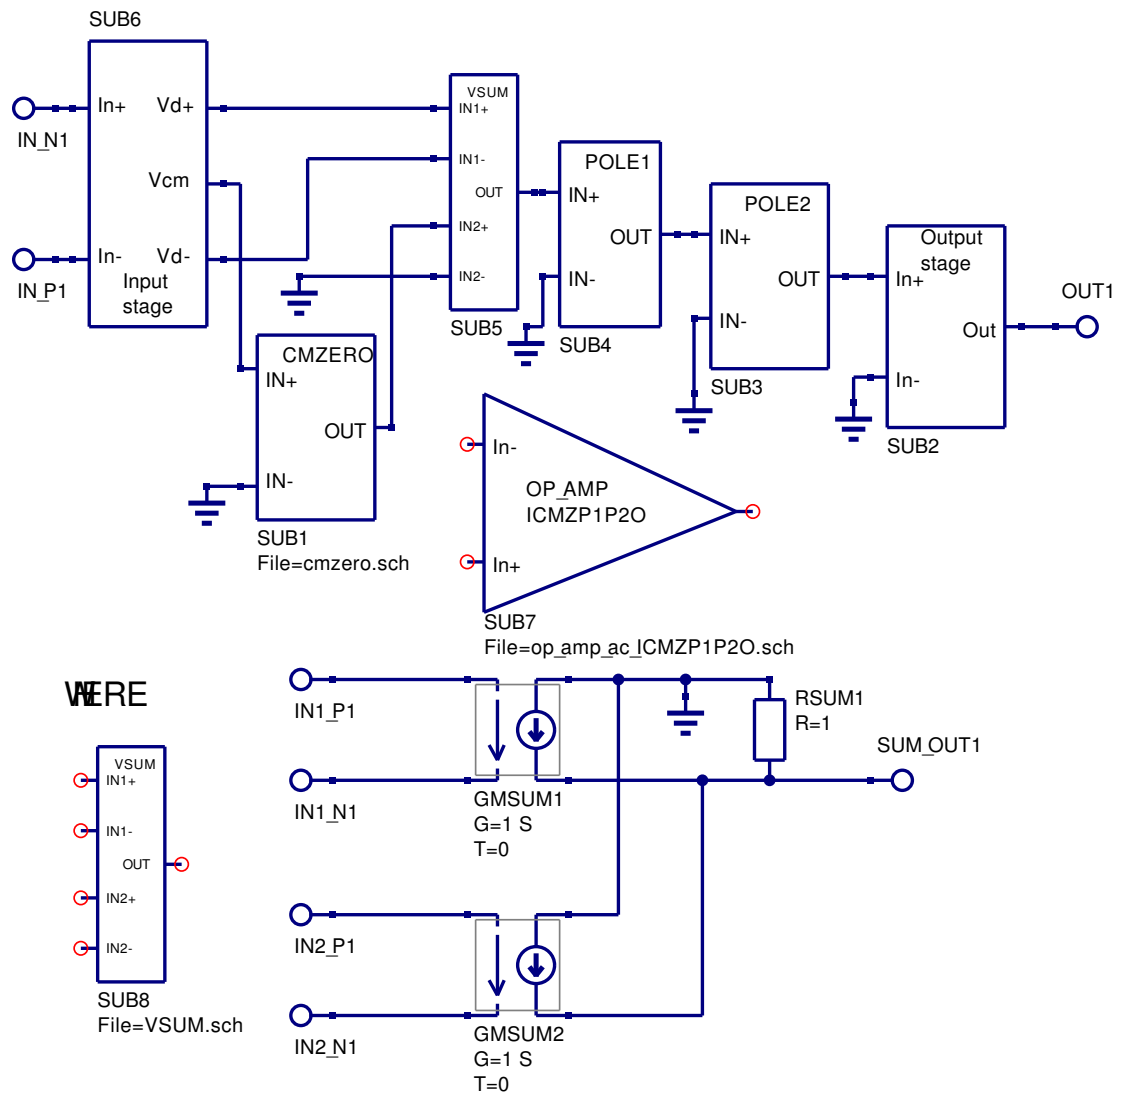 SUB6
In+
Vd+
IN_N1
Vcm
In-
Vd-
IN_P1
Input
stage
VSUM
IN1+
IN1-
OUT
IN2+
IN2-
SUB5
POLE1
IN+
OUT
IN-
SUB4
POLE2
IN+
OUT
IN-
SUB3
Output
stage
In+
Out
In-
SUB2
OUT1
CMZERO
IN+
OUT
IN-
SUB1
File=cmzero.sch
In-
OP_AMP
ICMZP1P2O
In+
SUB7
File=op_amp_ac_ICMZP1P2O.sch
WHERE
VSUM
IN1+
IN1-
OUT
IN2+
IN2-
SUB8
File=VSUM.sch
IN1_P1
IN1_N1
GMSUM1
G=1 S
T=0
RSUM1
R=1
SUM_OUT1
IN2_P1
IN2_N1
GMSUM2
G=1 S
T=0